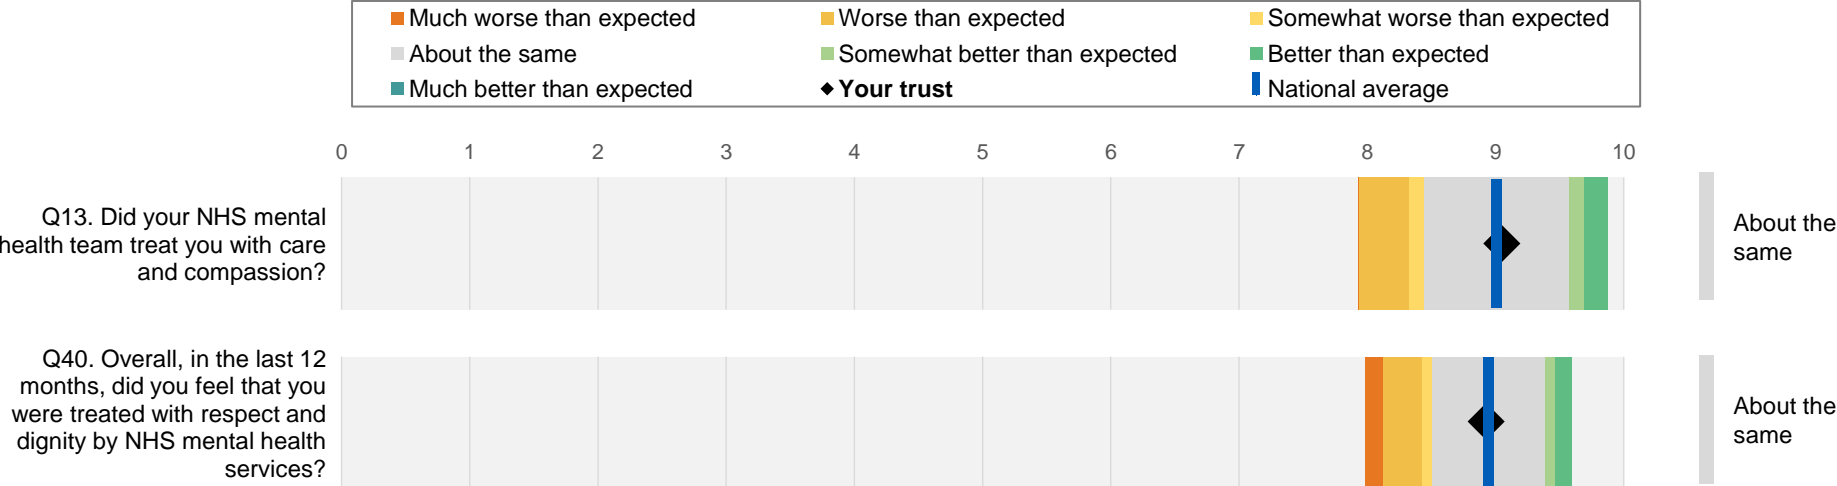 Much worse than expected
Worse than expected
Somewhat worse than expected
About the same
Somewhat better than expected
Better than expected
Much better than expected
Your trust
National average
0 1 2 3 4 5 6 7 8 9 10
Q13. Did your NHS mental
health team treat you with care
and compassion?
About the
same
Q40. Overall, in the last 12
months, did you feel that you
were treated with respect and
dignity by NHS mental health
services?
About the
same